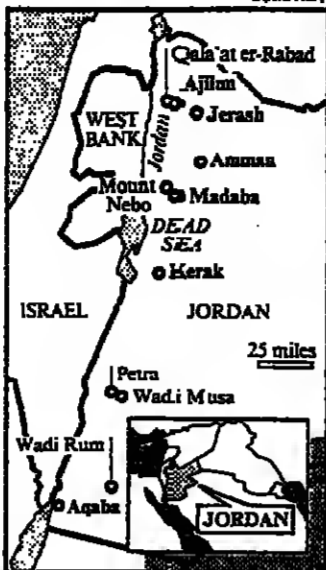 Qala'at er-Rabad
Ajlun
Jerash
WEST
BANK
Jordan
Amman
Mount
Nebo
Madaba
DEAD
SEA
Kerak
ISRAEL
JORDAN
25 miles
Petra
Wadi Musa
Wadi Rum
Aqaba
JORDAN